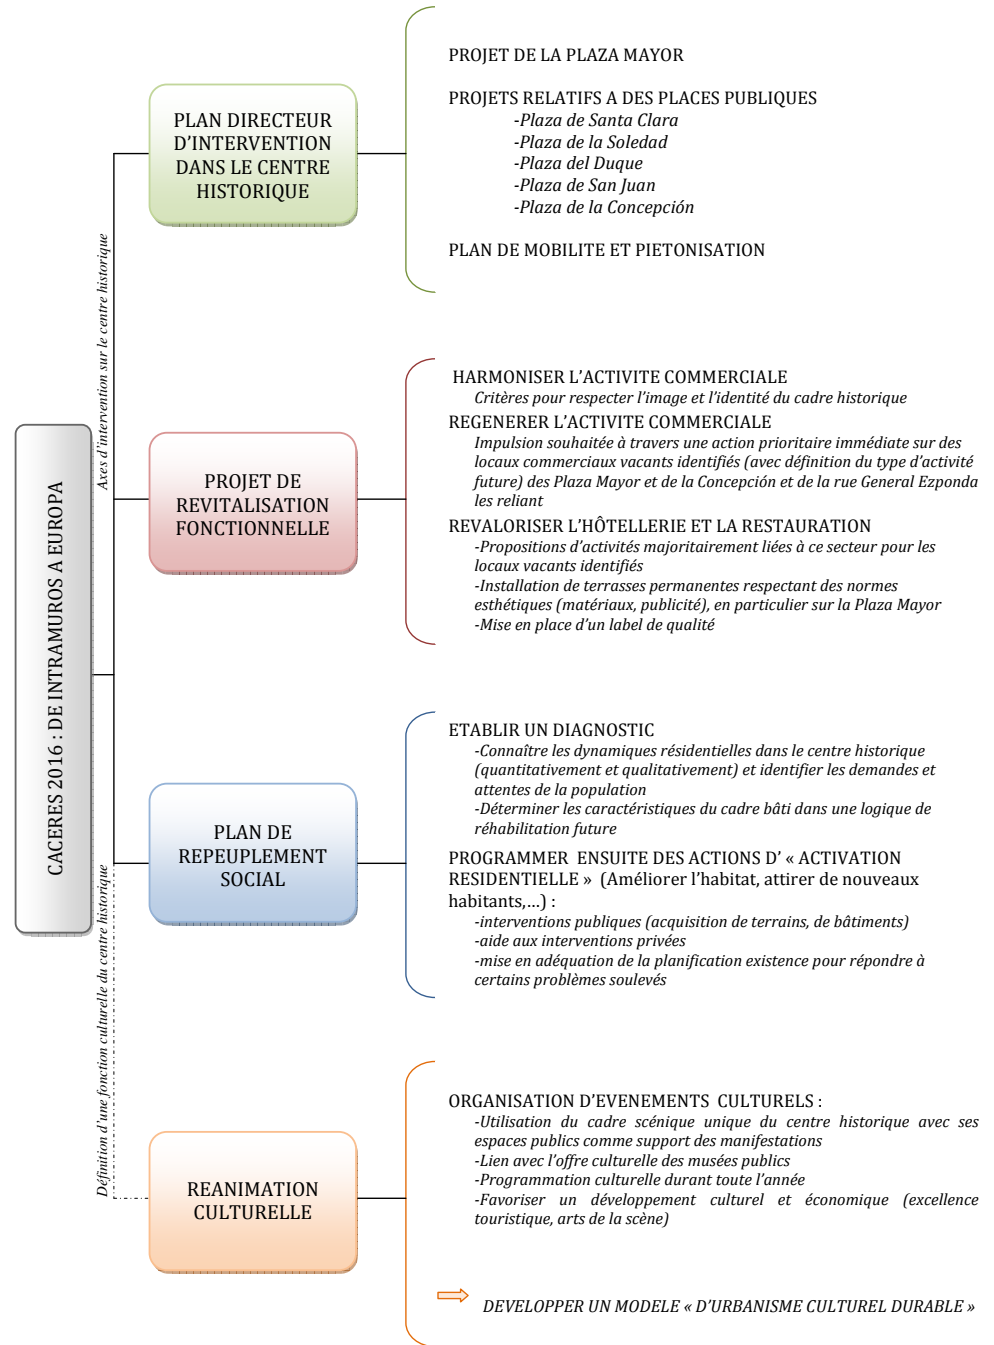 CACERES 2016 : DE INTRAMUROS A EUROPA
Axes d'intervention sur le centre historique
Définition d'une fonction culturelle du centre historique
PLAN DIRECTEUR
D'INTERVENTION
DANS LE CENTRE
HISTORIQUE
PROJET DE LA PLAZA MAYOR
PROJETS RELATIFS A DES PLACES PUBLIQUES
-Plaza de Santa Clara
-Plaza de la Soledad
-Plaza del Duque
-Plaza de San Juan
-Plaza de la Concepción
PLAN DE MOBILITE ET PIETONISATION
PROJET DE
REVITALISATION
FONCTIONNELLE
HARMONISER L'ACTIVITE COMMERCIALE
Critères pour respecter l'image et l'identité du cadre historique
REGENERER L'ACTIVITE COMMERCIALE
Impulsion souhaitée à travers une action prioritaire immédiate sur des
locaux commerciaux vacants identifiés (avec définition du type d'activité
future) des Plaza Mayor et de la Concepción et de la rue General Ezponda
les reliant
REVALORISER L'HÔTELLERIE ET LA RESTAURATION
-Propositions d'activités majoritairement liées à ce secteur pour les
locaux vacants identifiés
-Installation de terrasses permanentes respectant des normes
esthétiques (matériaux, publicité), en particulier sur la Plaza Mayor
-Mise en place d'un label de qualité
PLAN DE
REPEUPLEMENT
SOCIAL
ETABLIR UN DIAGNOSTIC
-Connaître les dynamiques résidentielles dans le centre historique
(quantitativement et qualitativement) et identifier les demandes et
attentes de la population
-Déterminer les caractéristiques du cadre bâti dans une logique de
réhabilitation future
PROGRAMMER ENSUITE DES ACTIONS D' « ACTIVATION
RESIDENTIELLE » (Améliorer l'habitat, attirer de nouveaux
habitants,...) :
-interventions publiques (acquisition de terrains, de bâtiments)
-aide aux interventions privées
-mise en adéquation de la planification existence pour répondre à
certains problèmes soulevés
REANIMATION
CULTURELLE
ORGANISATION D'EVENEMENTS CULTURELS :
-Utilisation du cadre scénique unique du centre historique avec ses
espaces publics comme support des manifestations
-Lien avec l'offre culturelle des musées publics
-Programmation culturelle durant toute l'année
-Favoriser un développement culturel et économique (excellence
touristique, arts de la scène)
DEVELOPPER UN MODELE « D'URBANISME CULTUREL DURABLE »